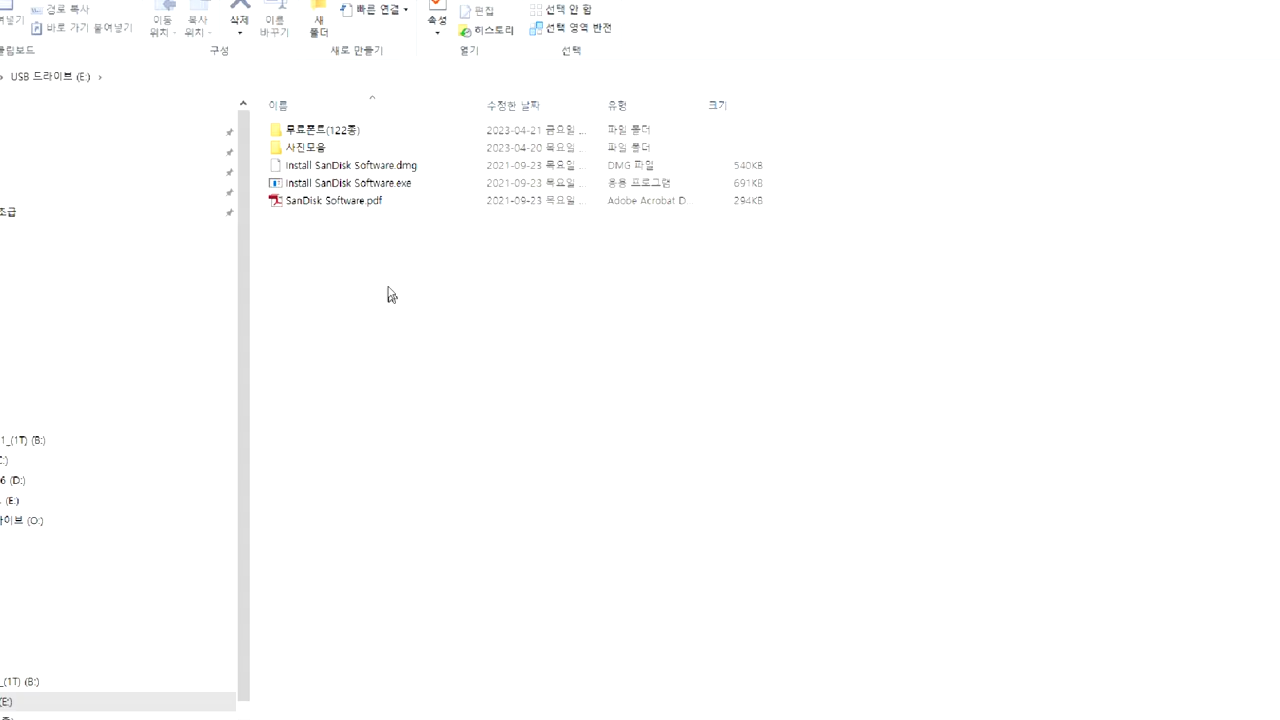 경로 복사
바로 가기 붙여넣기
이동 위치
복사 위치
삭제
이름 바꾸기
새 폴더
빠른 연결
속성
편집
히스토리
선택 안 함
선택 영역 반전
구성
새로 만들기
열기
선택
USB 드라이브 (E:)
이름 수정한 날짜 유형 크기
무료폰트(122종) 2023-04-21 금요일 ... 파일 폴더
사진모음 2023-04-20 목요일 ... 파일 폴더
Install SanDisk Software.dmg 2021-09-23 목요일 ... DMG 파일 540KB
Install SanDisk Software.exe 2021-09-23 목요일 ... 응용 프로그램 691KB
SanDisk Software.pdf 2021-09-23 목요일 ... Adobe Acrobat D... 294KB
초급
1_(1T) (B:)
6 (D:)
(E:)
이브 (O:)
_(1T) (B:)
(E:)